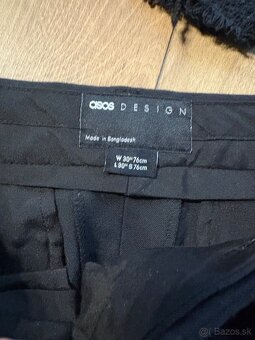 asos DESIGN
Made in Bangladesh
W 30" 76cm
L 30" G 76cm
Bazos.sk